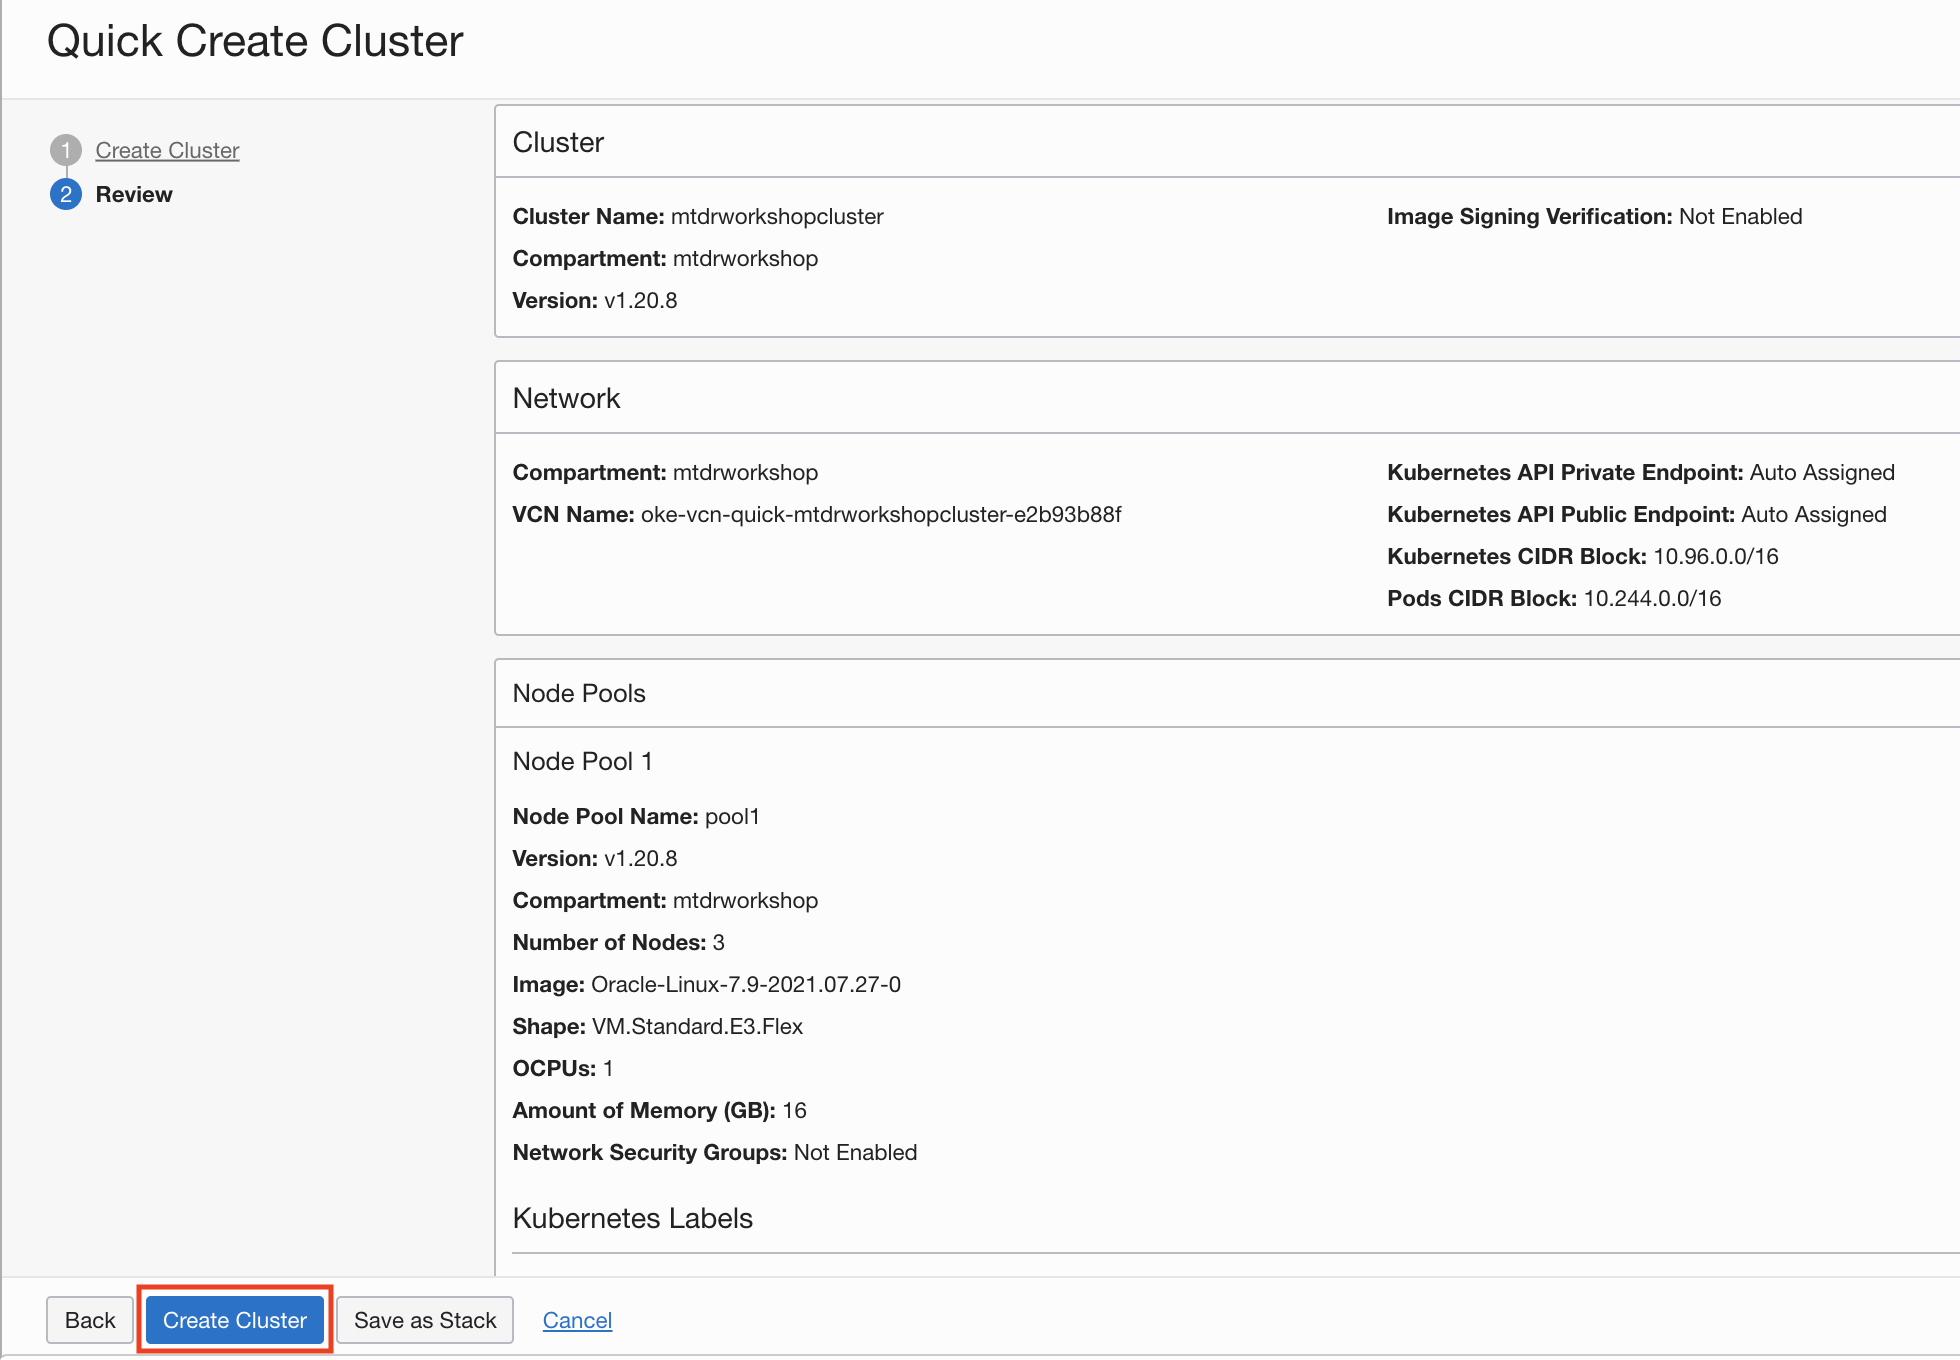 Quick Create Cluster
1 Create Cluster
2 Review
Cluster
Cluster Name: mtdrworkshopcluster
Compartment: mtdrworkshop
Version: v1.20.8
Image Signing Verification: Not Enabled
Network
Compartment: mtdrworkshop
VCN Name: oke-vcn-quick-mtdrworkshopcluster-e2b93b88f
Kubernetes API Private Endpoint: Auto Assigned
Kubernetes API Public Endpoint: Auto Assigned
Kubernetes CIDR Block: 10.96.0.0/16
Pods CIDR Block: 10.244.0.0/16
Node Pools
Node Pool 1
Node Pool Name: pool1
Version: v1.20.8
Compartment: mtdrworkshop
Number of Nodes: 3
Image: Oracle-Linux-7.9-2021.07.27-0
Shape: VM.Standard.E3.Flex
OCPUs: 1
Amount of Memory (GB): 16
Network Security Groups: Not Enabled
Kubernetes Labels
Back Create Cluster Save as Stack Cancel